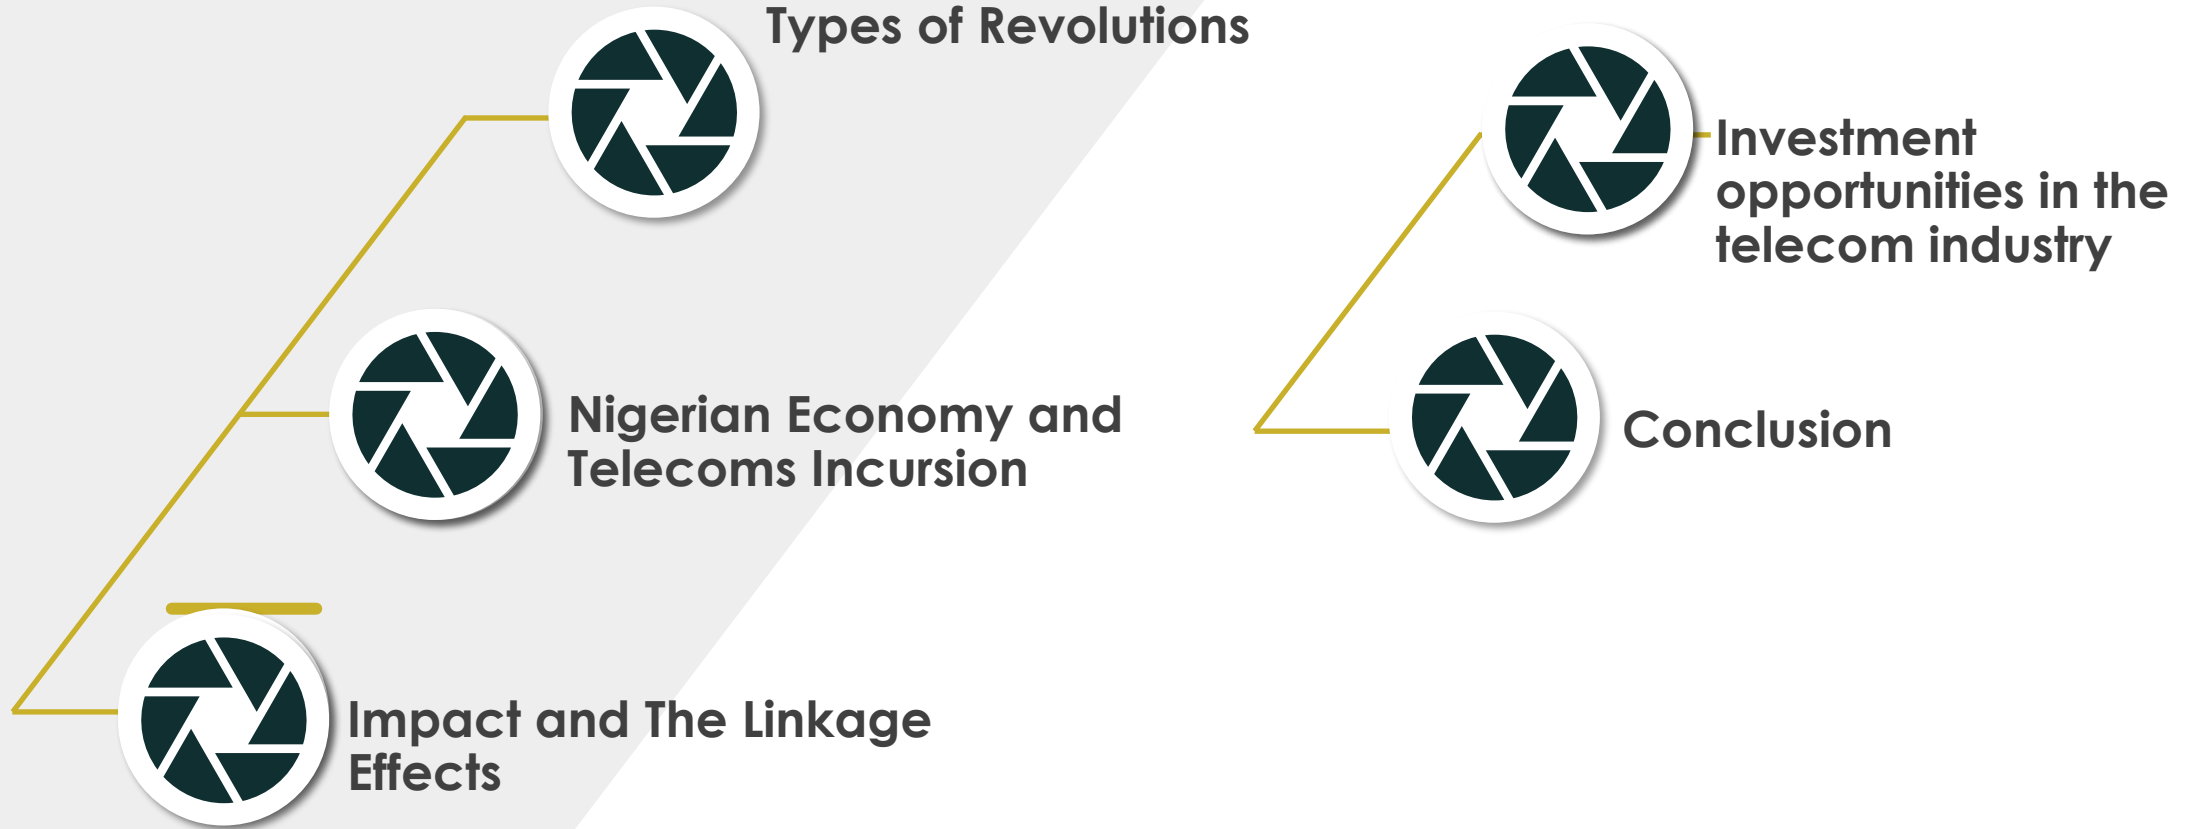 Types of Revolutions
Nigerian Economy and
Telecoms Incursion
Impact and The Linkage
Effects
Investment
opportunities in the
telecom industry
Conclusion